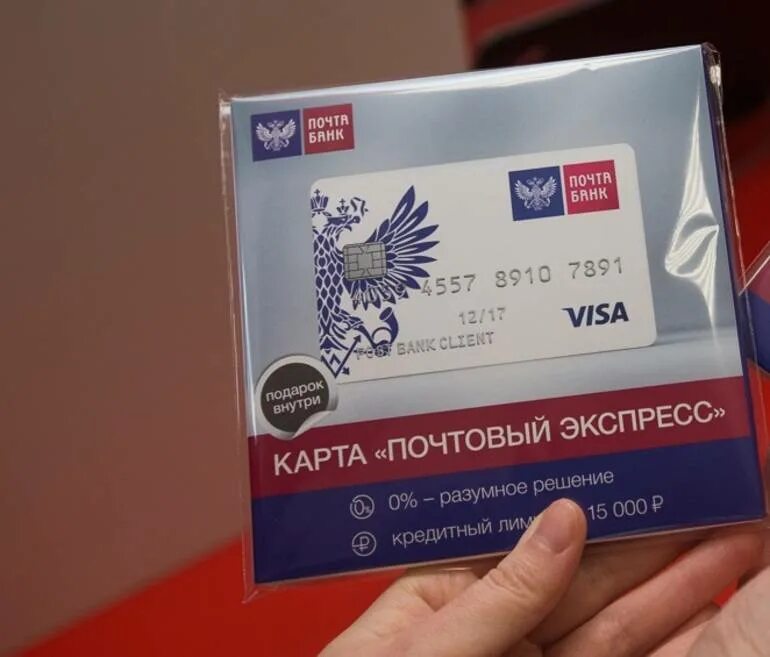 ПОЧТА
БАНК
ПОЧТА
БАНК
4557 8910 7891
12/17
VISA
POST BANK CLIENT
подарок
внутри
КАРТА «ПОЧТОВЫЙ ЭКСПРЕСС»
0% – разумное решение
кредитный 15 000 ₽